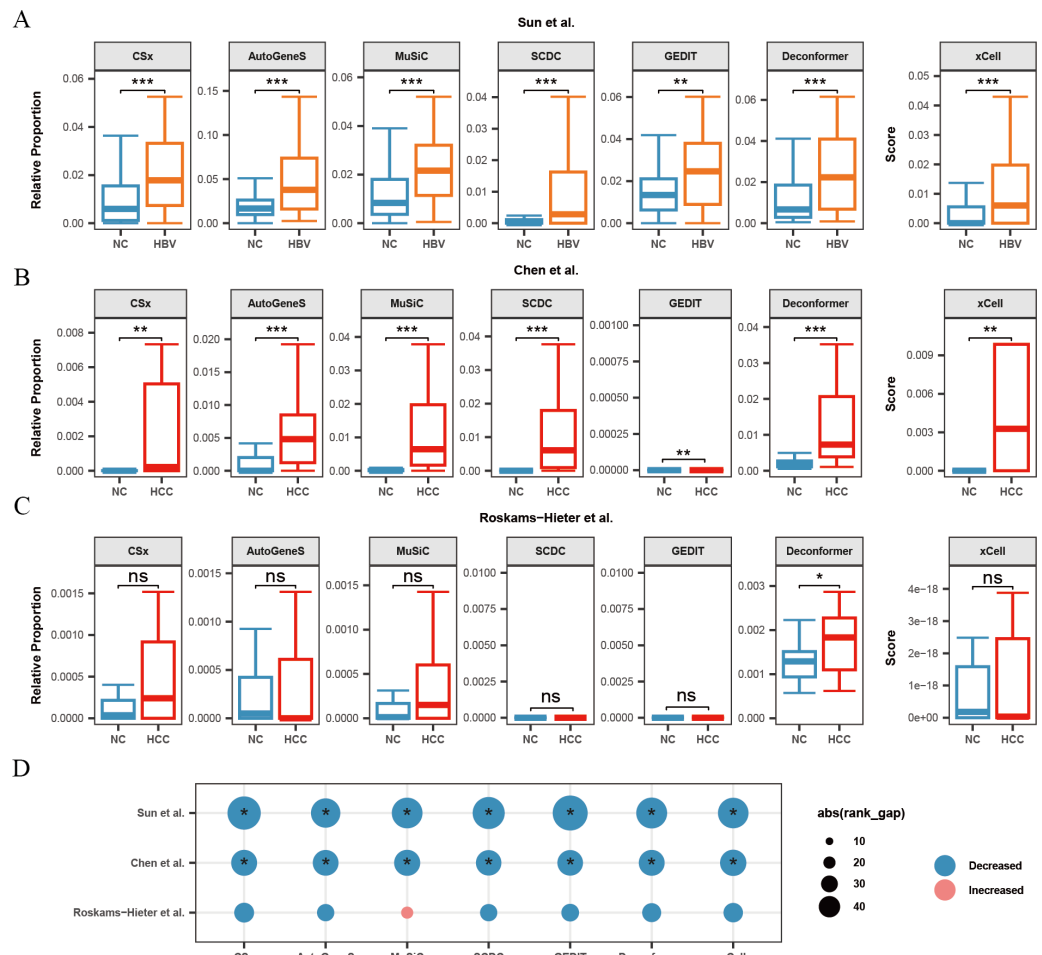 A
Sun et al.
CSx AutoGeneS MuSiC SCDC GEDIT Deconformer xCell
Relative Proportion
Score
0.06 0.04 0.02 0.00
0.15 0.10 0.05 0.00
0.06 0.04 0.02 0.00
0.04 0.03 0.02 0.01 0.00
0.06 0.04 0.02 0.00
0.06 0.04 0.02 0.00
0.05 0.04 0.03 0.02 0.01 0.00
*** *** *** *** ** *** ***
NC HBV NC HBV NC HBV NC HBV NC HBV NC HBV NC HBV
B
Chen et al.
CSx AutoGeneS MuSiC SCDC GEDIT Deconformer xCell
Relative Proportion
Score
0.008 0.006 0.004 0.002 0.000
0.020 0.015 0.010 0.005 0.000
0.04 0.03 0.02 0.01 0.00
0.04 0.03 0.02 0.01 0.00
0.00100 0.00075 0.00050 0.00025 0.00000
0.04 0.03 0.02 0.01 0.00
0.009 0.006 0.003 0.000
** *** *** *** ** *** **
NC HCC NC HCC NC HCC NC HCC NC HCC NC HCC NC HCC
C
Roskams-Hieter et al.
CSx AutoGeneS MuSiC SCDC GEDIT Deconformer xCell
Relative Proportion
Score
0.0015 0.0010 0.0005 0.0000
0.0015 0.0010 0.0005 0.0000
0.0015 0.0010 0.0005 0.0000
0.0100 0.0075 0.0050 0.0025 0.0000
0.0100 0.0075 0.0050 0.0025 0.0000
0.003 0.002 0.001 0.000
4e-18 3e-18 2e-18 1e-18 0e+00
ns ns ns ns ns * ns
NC HCC NC HCC NC HCC NC HCC NC HCC NC HCC NC HCC
D
Sun et al.
* * * * * * *
Chen et al.
* * * * * * *
Roskams-Hieter et al.
abs(rank_gap)
10
20
30
40
Decreased
Inecreased